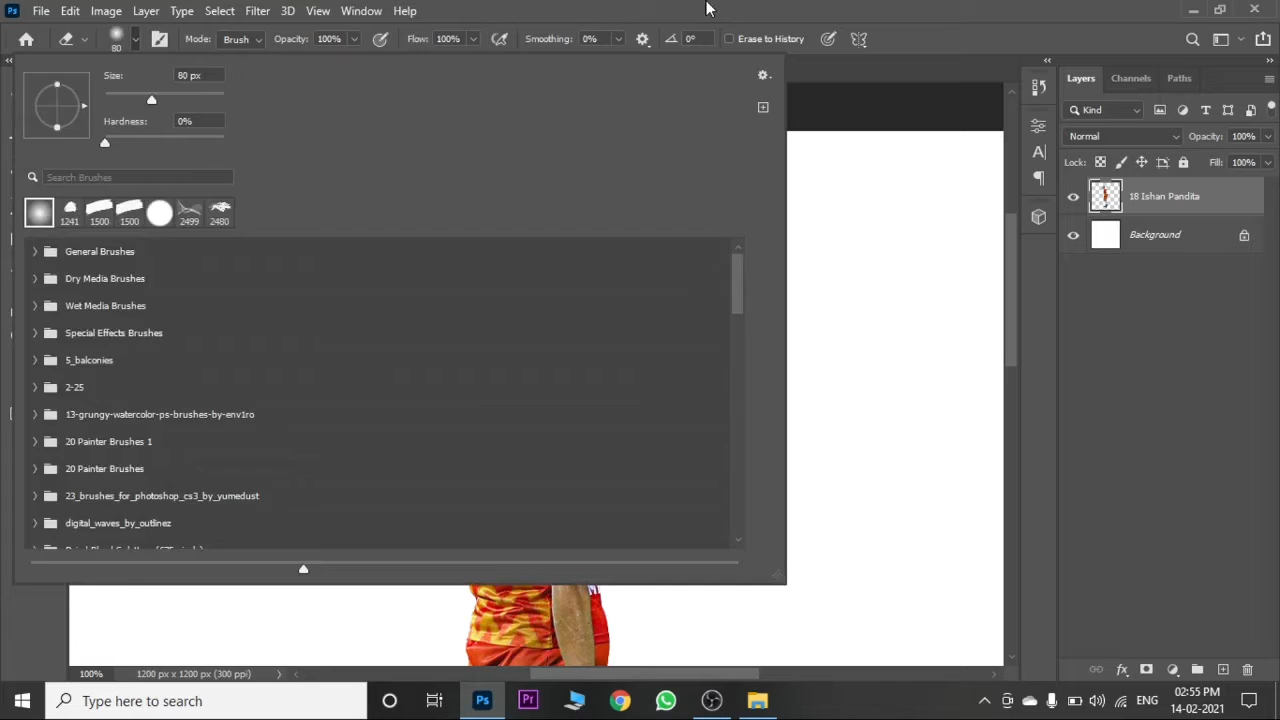 Ps File Edit Image Layer Type Select Filter 3D View Window Help
80 Mode: Brush Opacity: 100% Flow: 100% Smoothing: 0% 0° Erase to History
Size: 80 px
Hardness: 0%
Search Brushes
1241 1500 1500 2499 2480
General Brushes
Dry Media Brushes
Wet Media Brushes
Special Effects Brushes
5_balconies
2-25
13-grungy-watercolor-ps-brushes-by-env1ro
20 Painter Brushes 1
20 Painter Brushes
23_brushes_for_photoshop_cs3_by_yumedust
digital_waves_by_outlinez
Layers Channels Paths
Kind
Normal Opacity: 100%
Lock: Fill: 100%
18 Ishan Pandita
Background
100% 1200 px x 1200 px (300 ppi)
Type here to search Ps Pr ENG 02:55 PM
14-02-2021